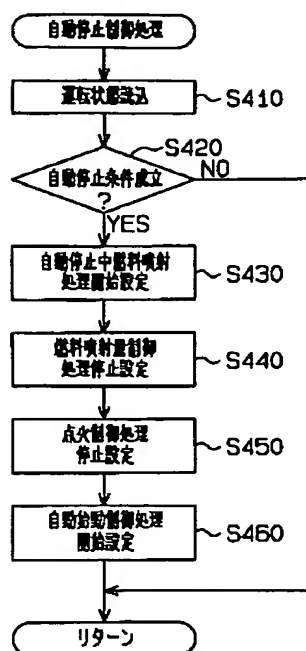 自動停止制御処理
運転状態読込
S410
S420
自動停止条件成立
?
NO
YES
自動停止中燃料噴射
処理開始設定
S430
燃料噴射量制御
処理停止設定
S440
点火制御処理
停止設定
S450
自動始動制御処理
開始設定
S460
リターン